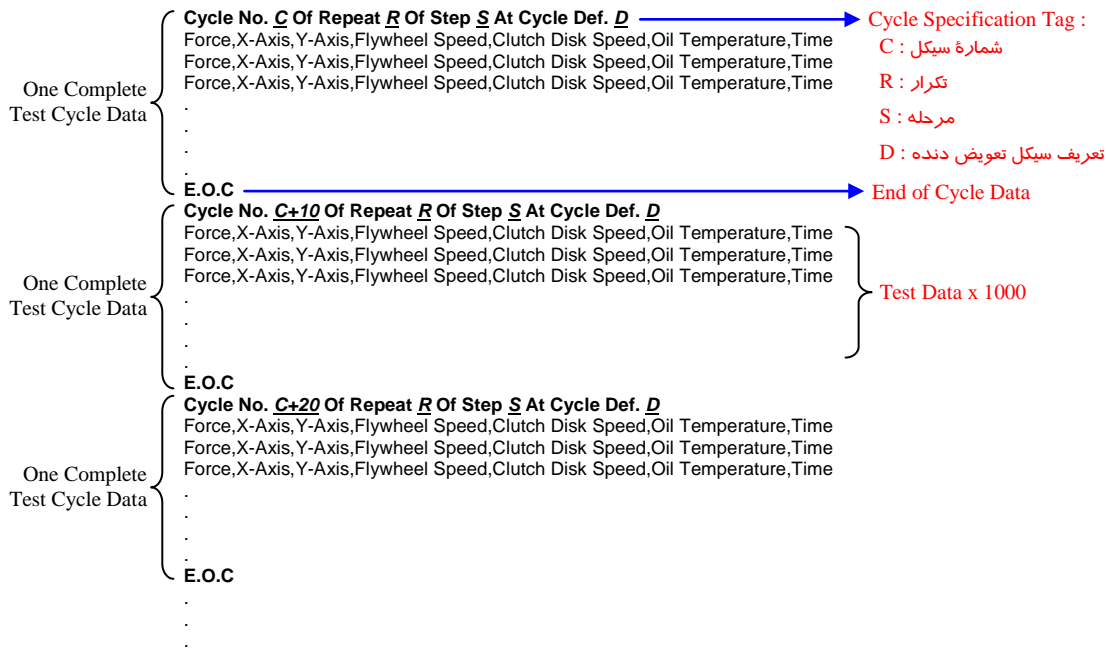 Cycle No. C Of Repeat R Of Step S At Cycle Def. D
Cycle Specification Tag :
Force,X-Axis,Y-Axis,Flywheel Speed,Clutch Disk Speed,Oil Temperature,Time
C : شمارهٔ سیکل
Force,X-Axis,Y-Axis,Flywheel Speed,Clutch Disk Speed,Oil Temperature,Time
Force,X-Axis,Y-Axis,Flywheel Speed,Clutch Disk Speed,Oil Temperature,Time
R : تکرار
One Complete
Test Cycle Data
.
.
S : مرحله
.
D : تعریف سیکل تعویض دنده
.
E.O.C
End of Cycle Data
Cycle No. C+10 Of Repeat R Of Step S At Cycle Def. D
Force,X-Axis,Y-Axis,Flywheel Speed,Clutch Disk Speed,Oil Temperature,Time
Force,X-Axis,Y-Axis,Flywheel Speed,Clutch Disk Speed,Oil Temperature,Time
Force,X-Axis,Y-Axis,Flywheel Speed,Clutch Disk Speed,Oil Temperature,Time
One Complete
Test Cycle Data
Test Data x 1000
.
.
.
.
E.O.C
Cycle No. C+20 Of Repeat R Of Step S At Cycle Def. D
Force,X-Axis,Y-Axis,Flywheel Speed,Clutch Disk Speed,Oil Temperature,Time
Force,X-Axis,Y-Axis,Flywheel Speed,Clutch Disk Speed,Oil Temperature,Time
Force,X-Axis,Y-Axis,Flywheel Speed,Clutch Disk Speed,Oil Temperature,Time
One Complete
Test Cycle Data
.
.
.
.
E.O.C
.
.
.